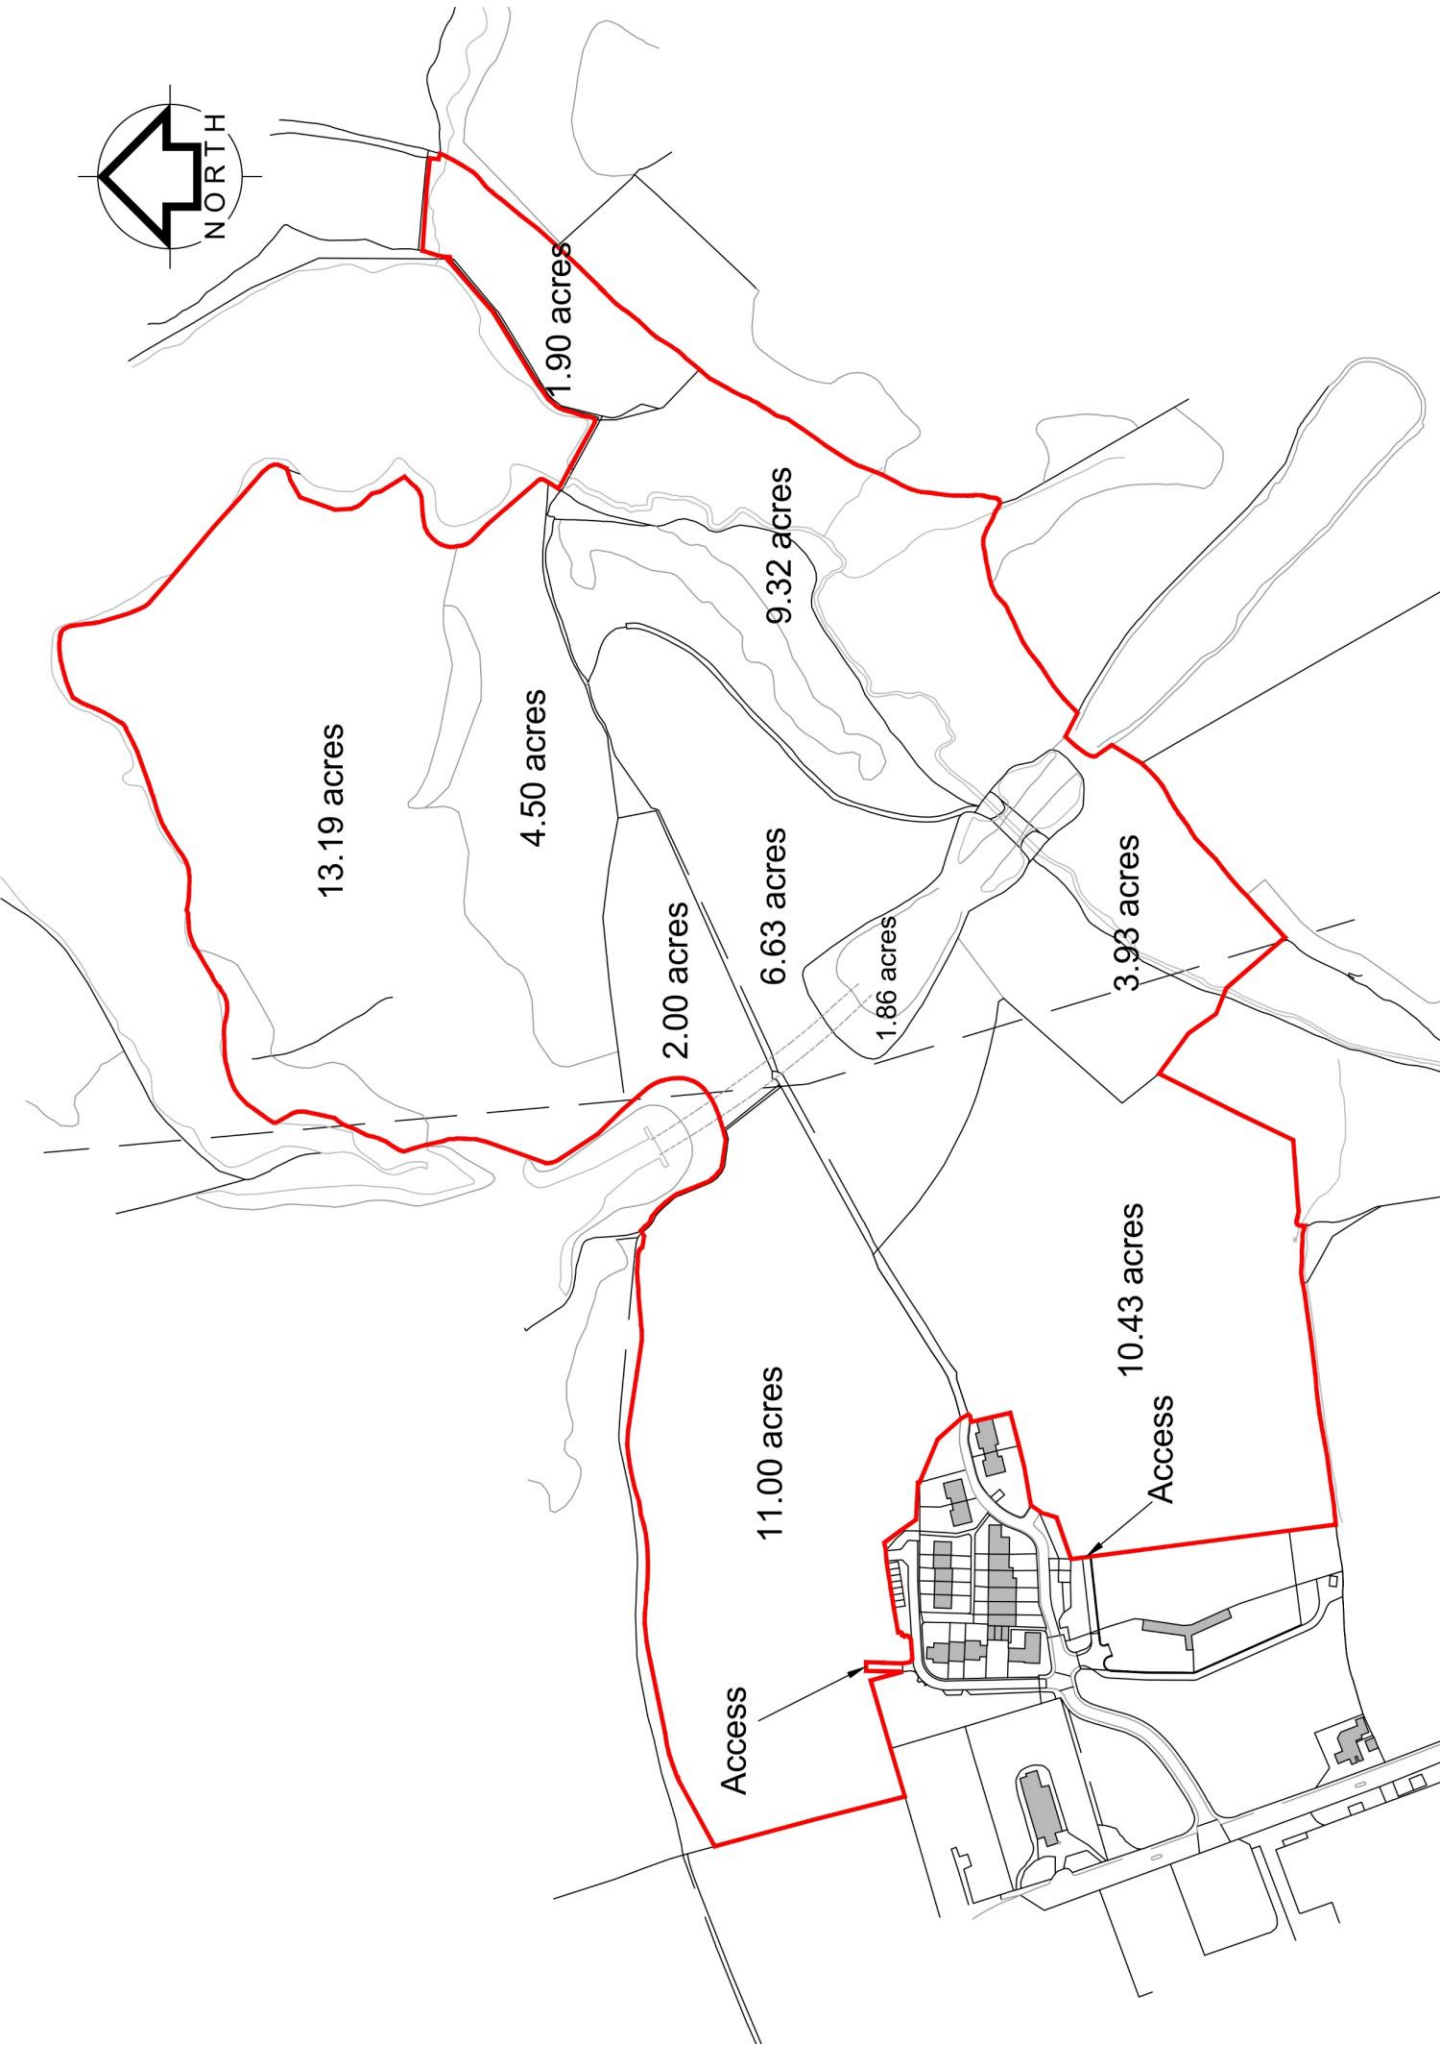 NORTH
1.90 acres
13.19 acres
4.50 acres
9.32 acres
2.00 acres
6.63 acres
1.86 acres
3.93 acres
11.00 acres
10.43 acres
Access
Access